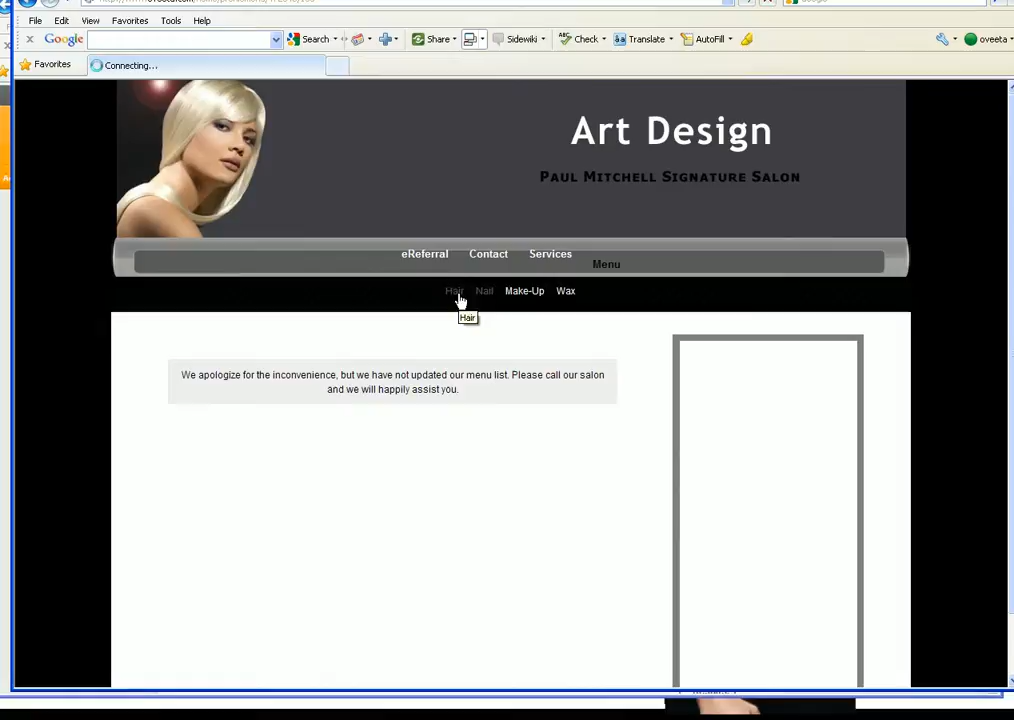 File Edit View Favorites Tools Help
Google Search Share Sidewiki Check Translate AutoFill oveeta
Favorites Connecting...
Art Design
PAUL MITCHELL SIGNATURE SALON
eReferral Contact Services
Menu
Hair Nail Make-Up Wax
Hair
We apologize for the inconvenience, but we have not updated our menu list. Please call our salon
and we will happily assist you.